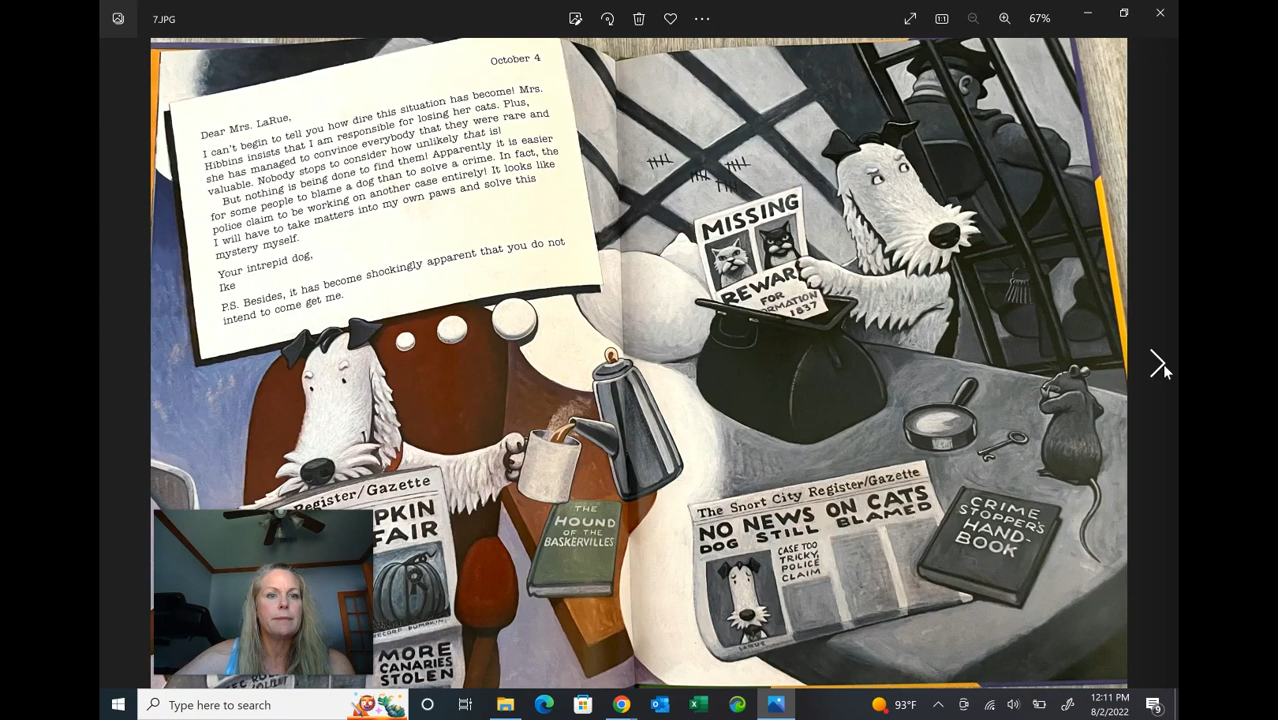 7.JPG
67%
October 4
Dear Mrs. LaRue,
I can't begin to tell you how dire this situation has become! Mrs.
Hibbins insists that I am responsible for losing her cats. Plus,
she has managed to convince everybody that they were rare and
valuable. Nobody stops to consider how unlikely that is!
But nothing is being done to find them! Apparently it is easier
for some people to blame a dog than to solve a crime. In fact, the
police claim to be working on another case entirely! It looks like
I will have to take matters into my own paws and solve this
mystery myself.
Your intrepid dog,
Ike
P.S. Besides, it has become shockingly apparent that you do not
intend to come get me.
Register/Gazette
PKIN
FAIR
R
RECORD PUMPKIN
MORE
CANARIES
STOLEN
THE
HOUND
OF THE
BASKERVILLES
MISSING
REWAR
FOR
ORMATION
1837
The Snort City Register/Gazette
NO NEWS ON CATS
DOG STILL BLAMED
CASE TOO
TRICKY,
POLICE
CLAIM
LARUE
CRIME
STOPPER'S
HAND-
BOOK
Type here to search
93°F
12:11 PM
8/2/2022
9